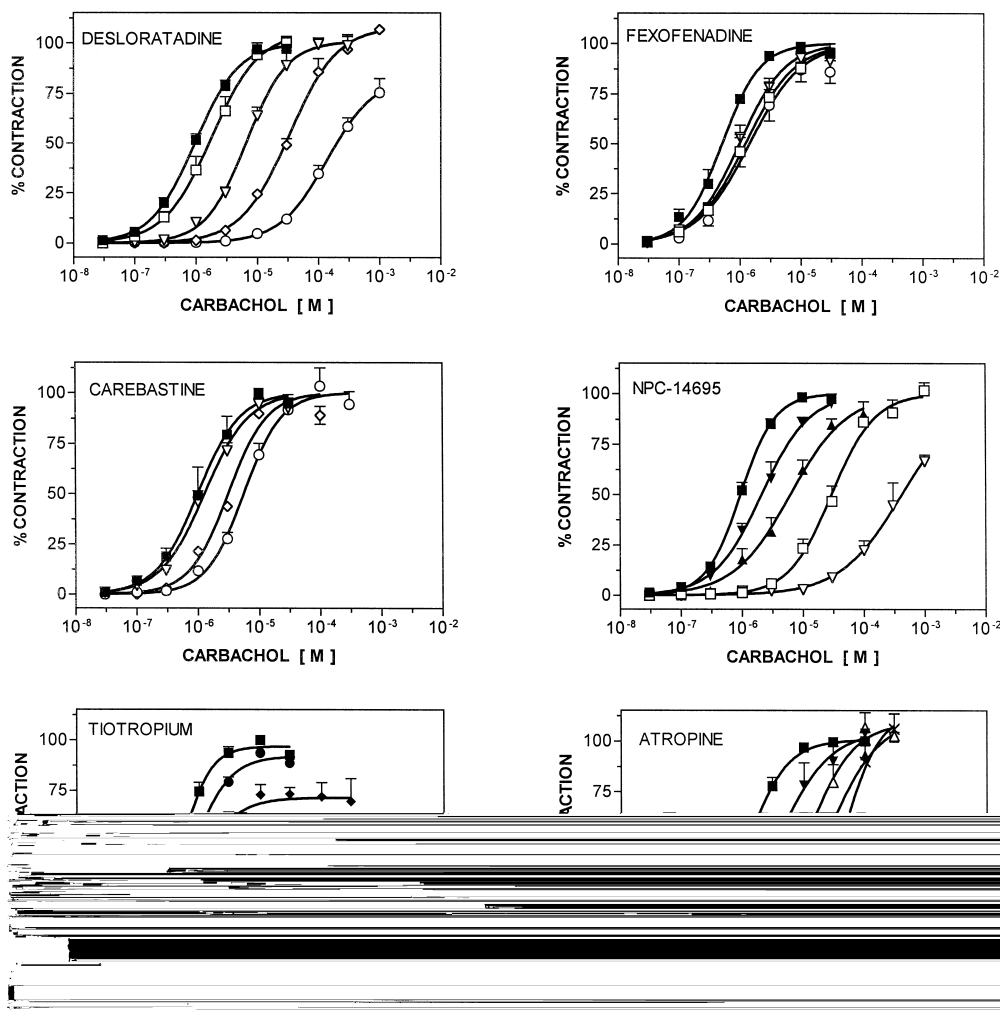 DESLORATADINE
% CONTRACTION
100
75
50
25
0
10-8 10-7 10-6 10-5 10-4 10-3 10-2
CARBACHOL [ M ]
FEXOFENADINE
% CONTRACTION
100
75
50
25
0
10-8 10-7 10-6 10-5 10-4 10-3 10-2
CARBACHOL [ M ]
CAREBASTINE
% CONTRACTION
100
75
50
25
0
10-8 10-7 10-6 10-5 10-4 10-3 10-2
CARBACHOL [ M ]
NPC-14695
% CONTRACTION
100
75
50
25
0
10-8 10-7 10-6 10-5 10-4 10-3 10-2
CARBACHOL [ M ]
TIOTROPIUM
ACTION
100
75
ATROPINE
ACTION
100
75